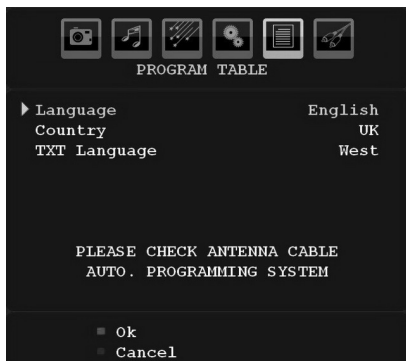 PROGRAM TABLE
Language English
Country UK
TXT Language West
PLEASE CHECK ANTENNA CABLE
AUTO. PROGRAMMING SYSTEM
Ok
Cancel